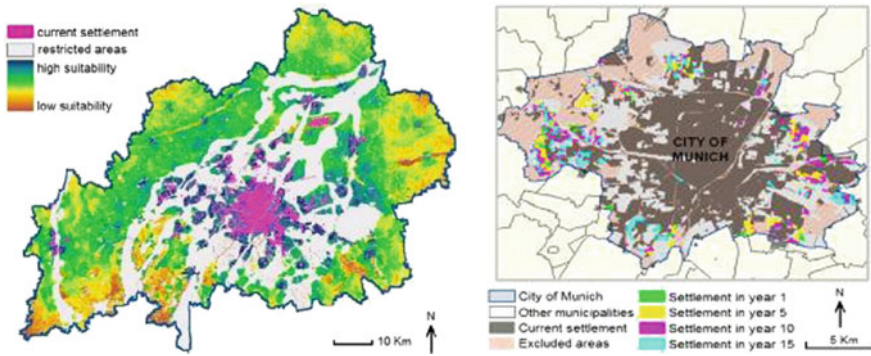 current settlement
restricted areas
high suitability
low suitability
10 Km
N
CITY OF
MUNICH
City of Munich
Other municipalities
Current settlement
Excluded areas
Settlement in year 1
Settlement in year 5
Settlement in year 10
Settlement in year 15
N
5 Km